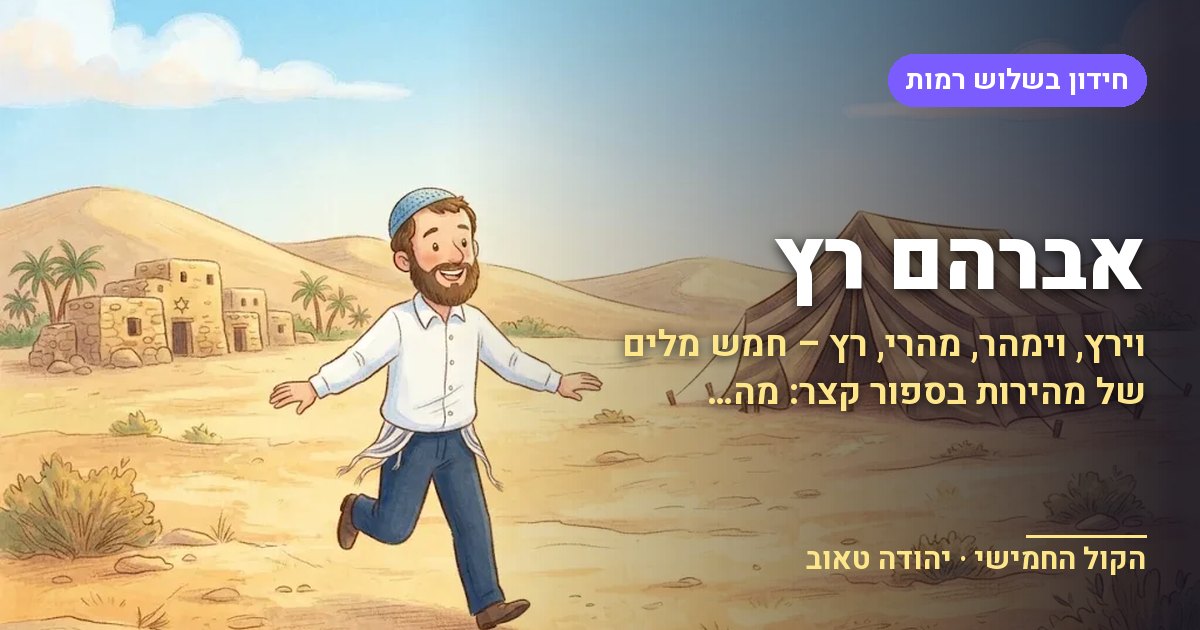 חידון בשלוש רמות
אברהם רץ
וירץ, וימהר, מהרי, רץ – חמש מלים
של מהירות בספור קצר: מה...
הקול החמישי · יהודה טאוב